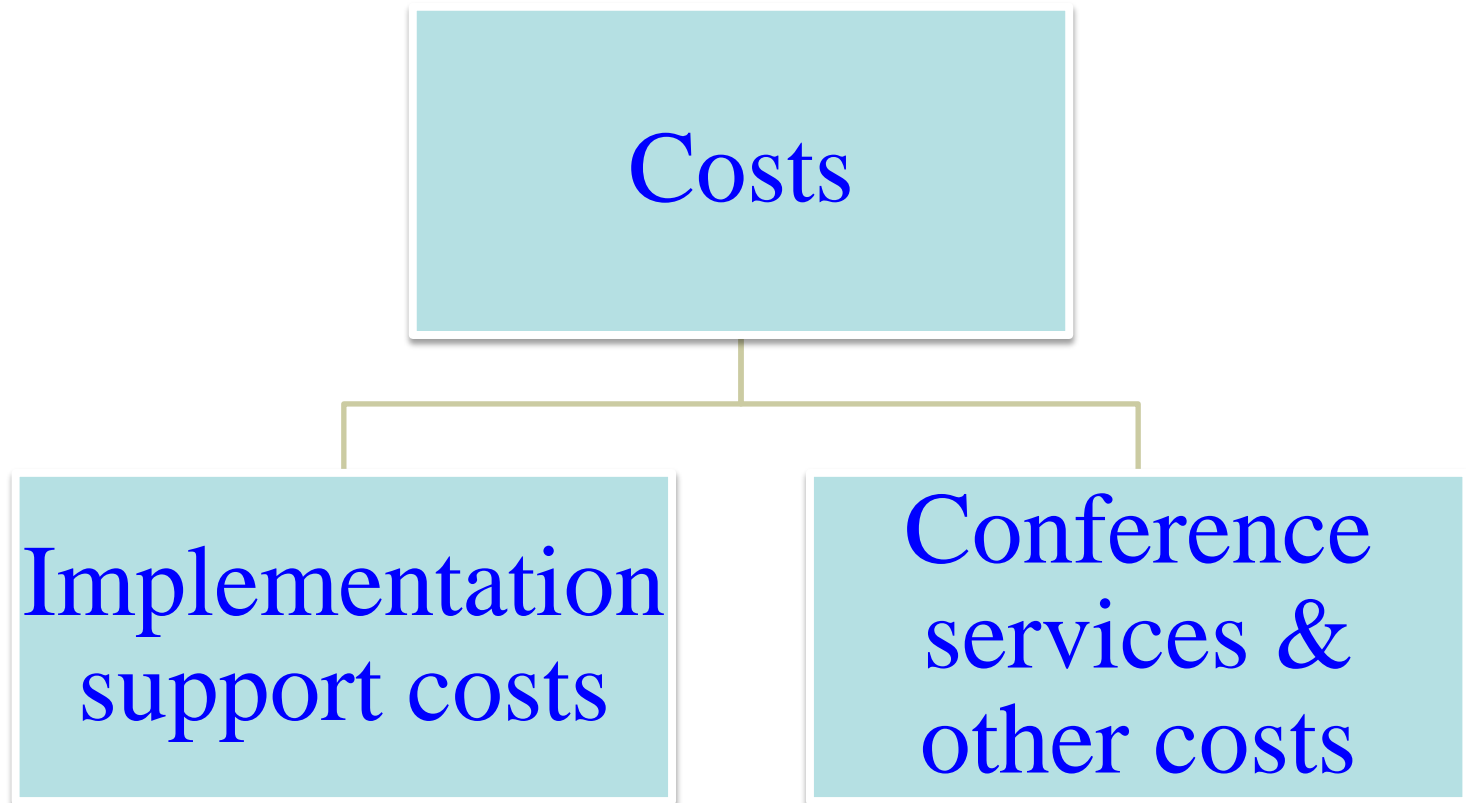 Costs
Implementation
support costs
Conference
services &
other costs